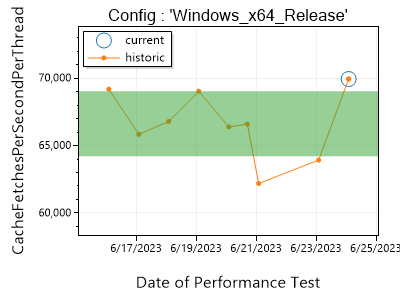 Config : 'Windows_x64_Release'
CacheFetchesPerSecondPerThread
current
historic
70,000
65,000
60,000
6/17/2023 6/19/2023 6/21/2023 6/23/2023 6/25/2023
Date of Performance Test